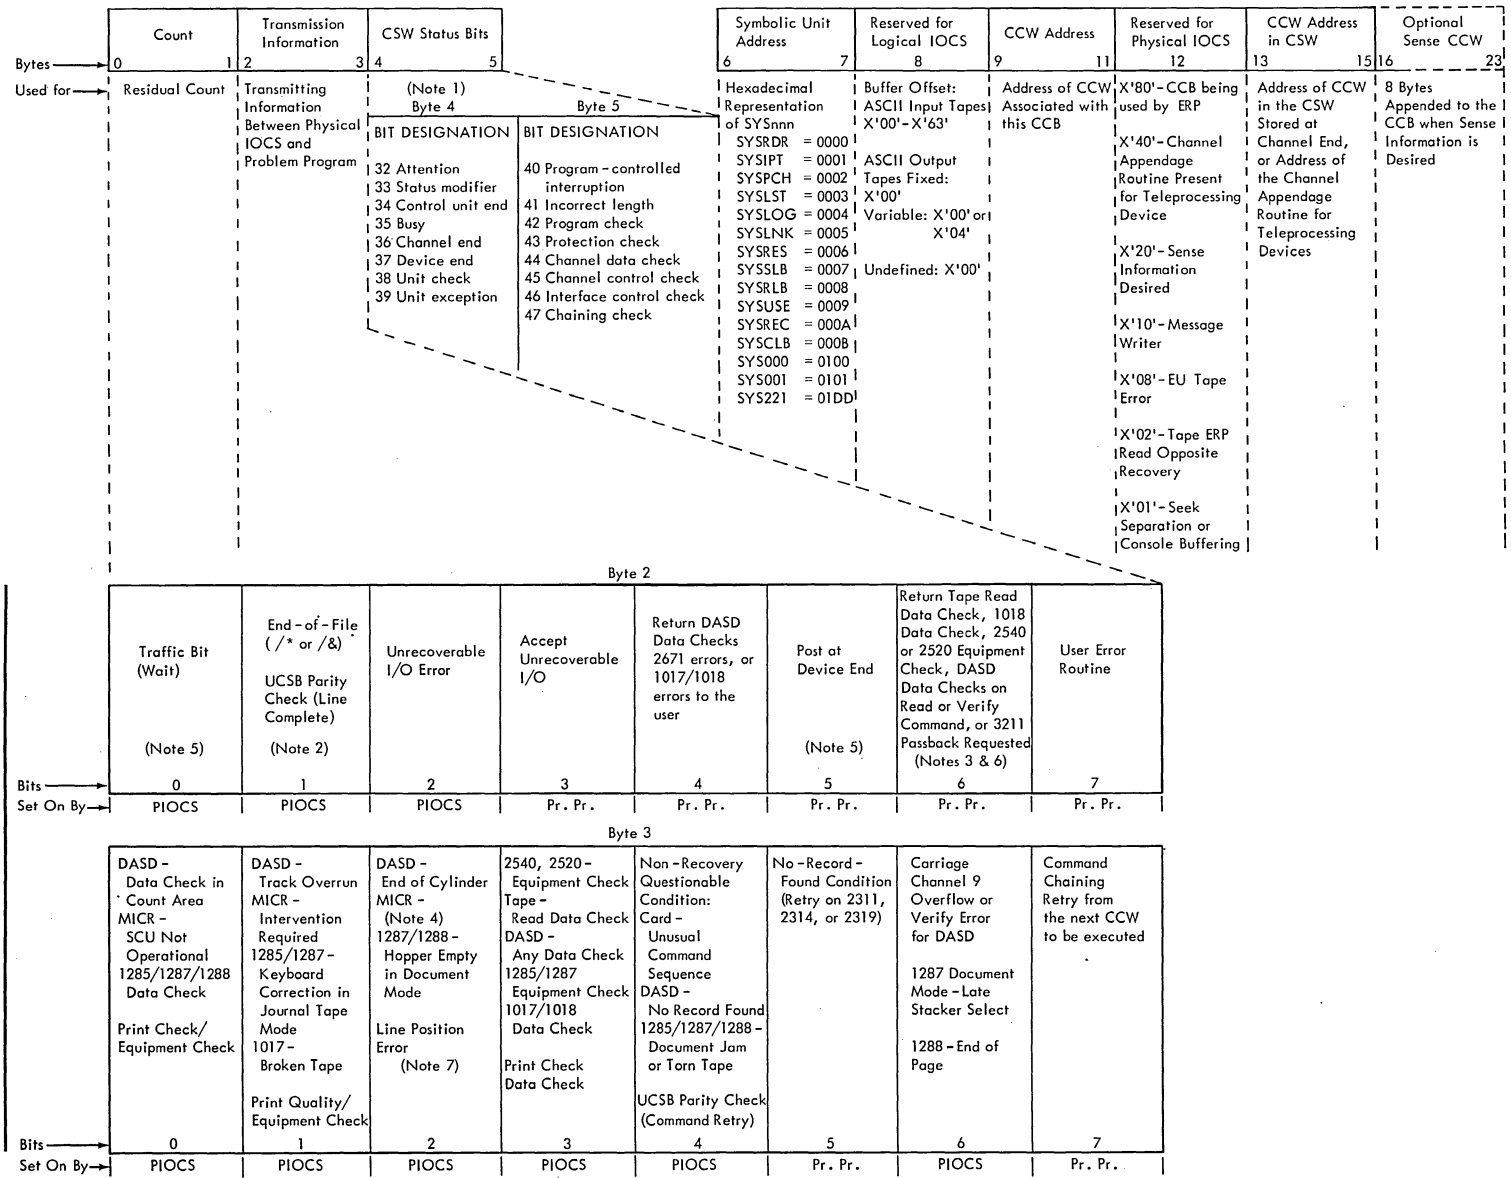 Count
Transmission
Information
CSW Status Bits
Symbolic Unit
Address
Reserved for
Logical IOCS
CCW Address
Reserved for
Physical IOCS
CCW Address
in CSW
Optional
Sense CCW
Bytes
0 1 2 3 4 5 6 7 8 9 11 12 13 15 16 23
Used for
Residual Count
Transmitting
Information
Between Physical
IOCS and
Problem Program
(Note 1)
Byte 4
BIT DESIGNATION
32 Attention
33 Status modifier
34 Control unit end
35 Busy
36 Channel end
37 Device end
38 Unit check
39 Unit exception
Byte 5
BIT DESIGNATION
40 Program-controlled
interruption
41 Incorrect length
42 Program check
43 Protection check
44 Channel data check
45 Channel control check
46 Interface control check
47 Chaining check
Hexadecimal
Representation
of SYSnnn
SYSRDR = 0000
SYSIPT = 0001
SYSPCH = 0002
SYSLST = 0003
SYSLOG = 0004
SYSLNK = 0005
SYSRES = 0006
SYSSLB = 0007
SYSRLB = 0008
SYSUSE = 0009
SYSREC = 000A
SYSCLB = 000B
SYS000 = 0100
SYS001 = 0101
SYS221 = 01DD
Buffer Offset:
ASCII Input Tapes
X'00'-X'63'
ASCII Output
Tapes Fixed:
X'00'
Variable: X'00' or
X'04'
Undefined: X'00'
Address of CCW
Associated with
this CCB
X'80'-CCB being
used by ERP
X'40'-Channel
Appendage
Routine Present
for Teleprocessing
Device
X'20'-Sense
Information
Desired
X'10'-Message
Writer
X'08'-EU Tape
Error
X'02'-Tape ERP
Read Opposite
Recovery
X'01'-Seek
Separation or
Console Buffering
Address of CCW
in the CSW
Stored at
Channel End,
or Address of
the Channel
Appendage
Routine for
Teleprocessing
Devices
8 Bytes
Appended to the
CCB when Sense
Information is
Desired
Byte 2
Traffic Bit
(Wait)
(Note 5)
End-of-File
(/* or /&)
UCSB Parity
Check (Line
Complete)
(Note 2)
Unrecoverable
I/O Error
Accept
Unrecoverable
I/O
Return DASD
Data Checks
2671 errors, or
1017/1018
errors to the
user
Post at
Device End
(Note 5)
Return Tape Read
Data Check, 1018
Data Check, 2540
or 2520 Equipment
Check, DASD
Data Checks on
Read or Verify
Command, or 3211
Passback Requested
(Notes 3 & 6)
User Error
Routine
Bits
0 1 2 3 4 5 6 7
Set On By
PIOCS PIOCS PIOCS Pr. Pr. Pr. Pr. Pr. Pr. Pr. Pr. Pr. Pr.
Byte 3
DASD -
Data Check in
Count Area
MICR -
SCU Not
Operational
1285/1287/1288
Data Check
Print Check/
Equipment Check
DASD -
Track Overrun
MICR -
Intervention
Required
1285/1287-
Keyboard
Correction in
Journal Tape
Mode
1017-
Broken Tape
Print Quality/
Equipment Check
DASD -
End of Cylinder
MICR -
(Note 4)
1287/1288-
Hopper Empty
in Document
Mode
Line Position
Error
(Note 7)
2540, 2520-
Equipment Check
Tape-
Read Data Check
DASD -
Any Data Check
1285/1287
Equipment Check
1017/1018
Data Check
Print Check
Data Check
Non-Recovery
Questionable
Condition:
Card-
Unusual
Command
Sequence
DASD-
No Record Found
1285/1287/1288-
Document Jam
or Torn Tape
UCSB Parity Check
(Command Retry)
No-Record-
Found Condition
(Retry on 2311,
2314, or 2319)
Carriage
Channel 9
Overflow or
Verify Error
for DASD
1287 Document
Mode-Late
Stacker Select
1288-End of
Page
Command
Chaining
Retry from
the next CCW
to be executed
Bits
0 1 2 3 4 5 6 7
Set On By
PIOCS PIOCS PIOCS PIOCS PIOCS Pr. Pr. PIOCS Pr. Pr.